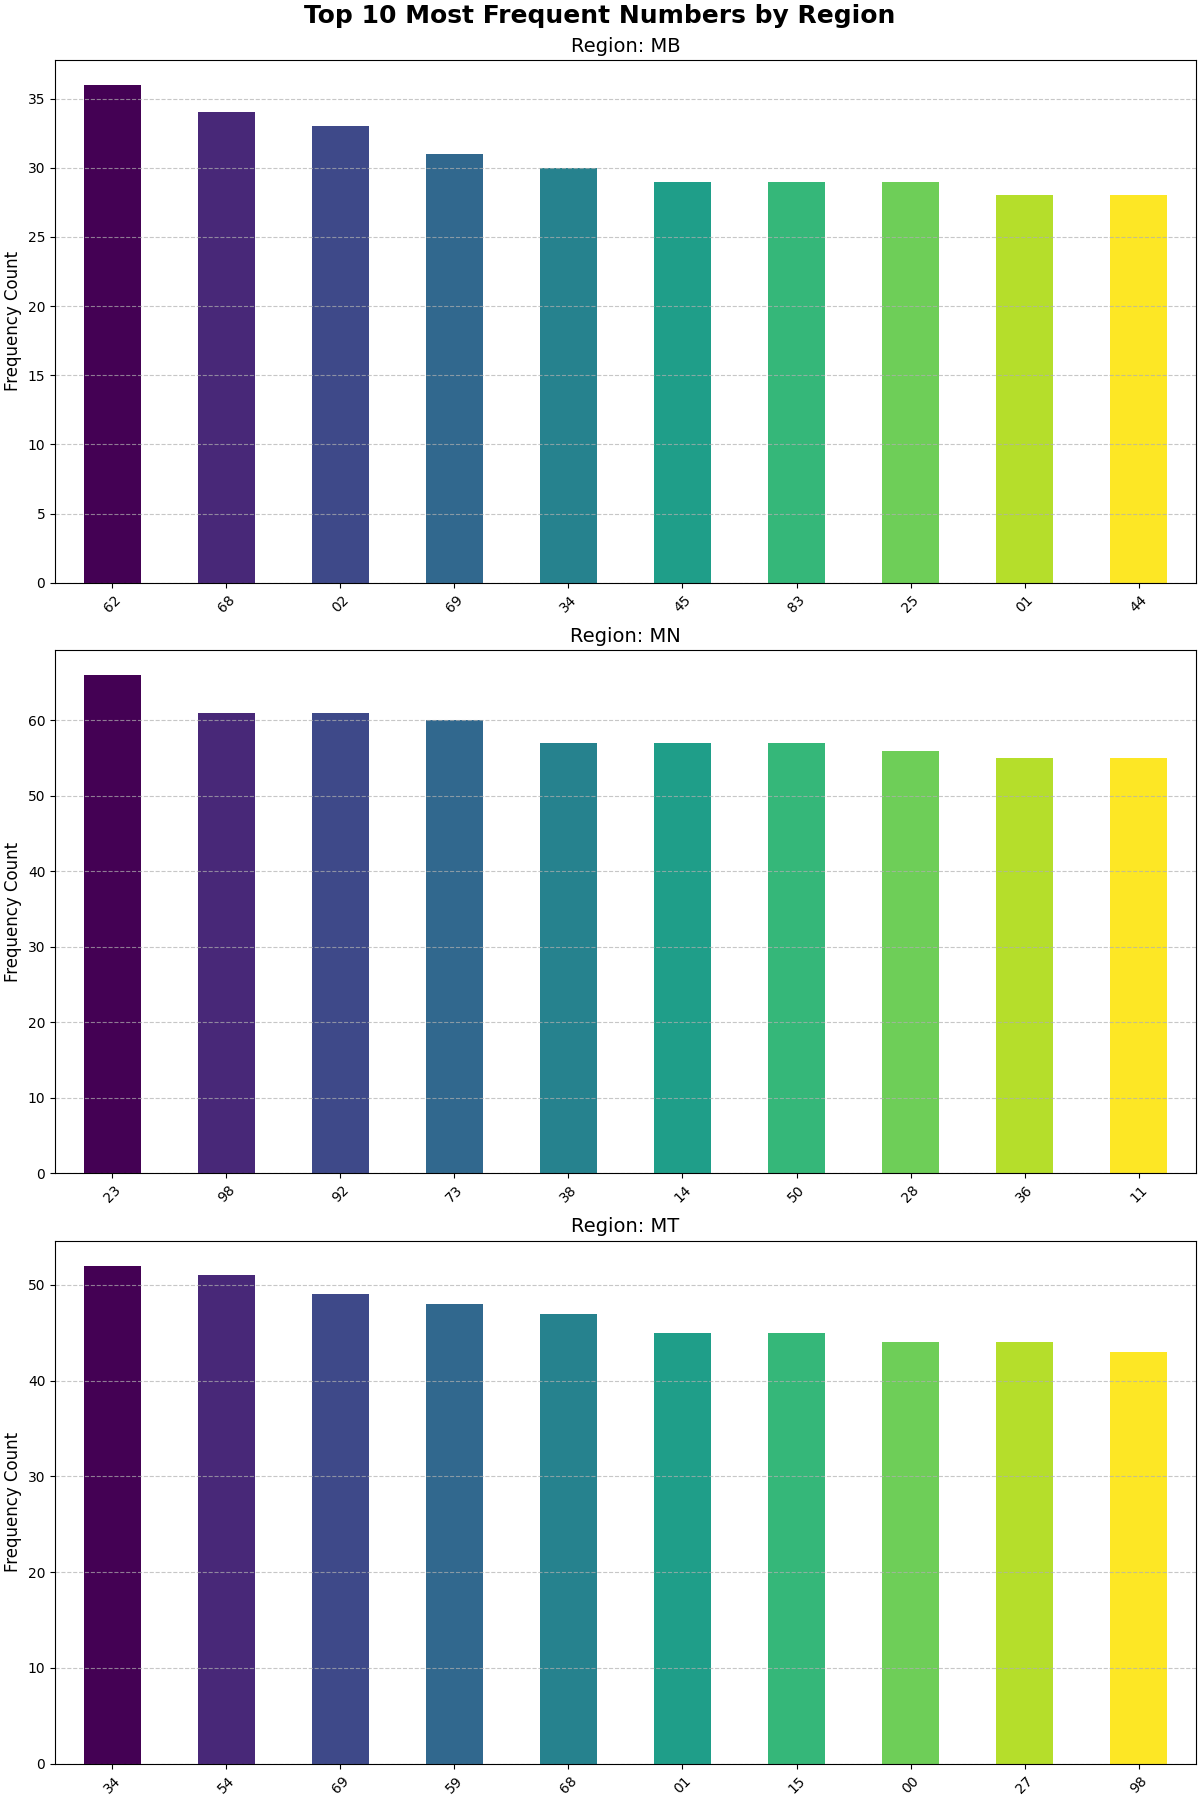 Top 10 Most Frequent Numbers by Region
Region: MB
Frequency Count
35
30
25
20
15
10
5
0
62 68 02 69 34 45 83 25 01 44
Region: MN
Frequency Count
60
50
40
30
20
10
0
23 98 92 73 38 14 50 28 36 11
Region: MT
Frequency Count
50
40
30
20
10
0
34 54 69 59 68 01 15 00 27 98